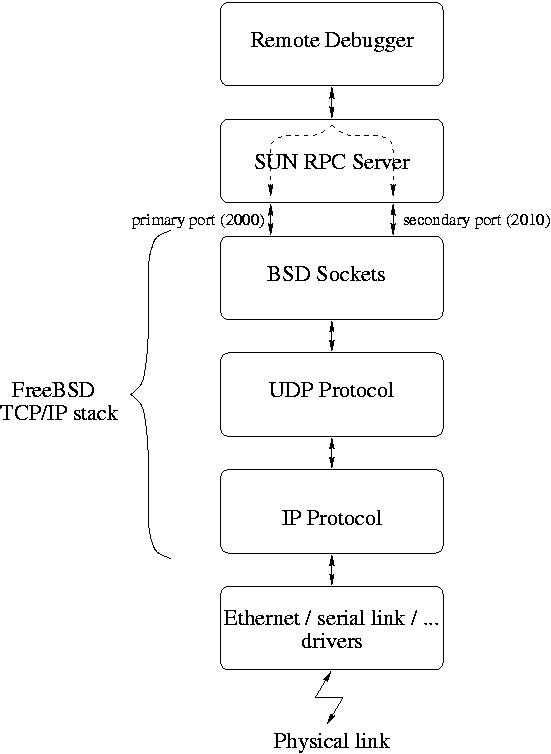 Remote Debugger
SUN RPC Server
primary port (2000)
secondary port (2010)
BSD Sockets
FreeBSD
TCP/IP stack
UDP Protocol
IP Protocol
Ethernet / serial link / ...
drivers
Physical link